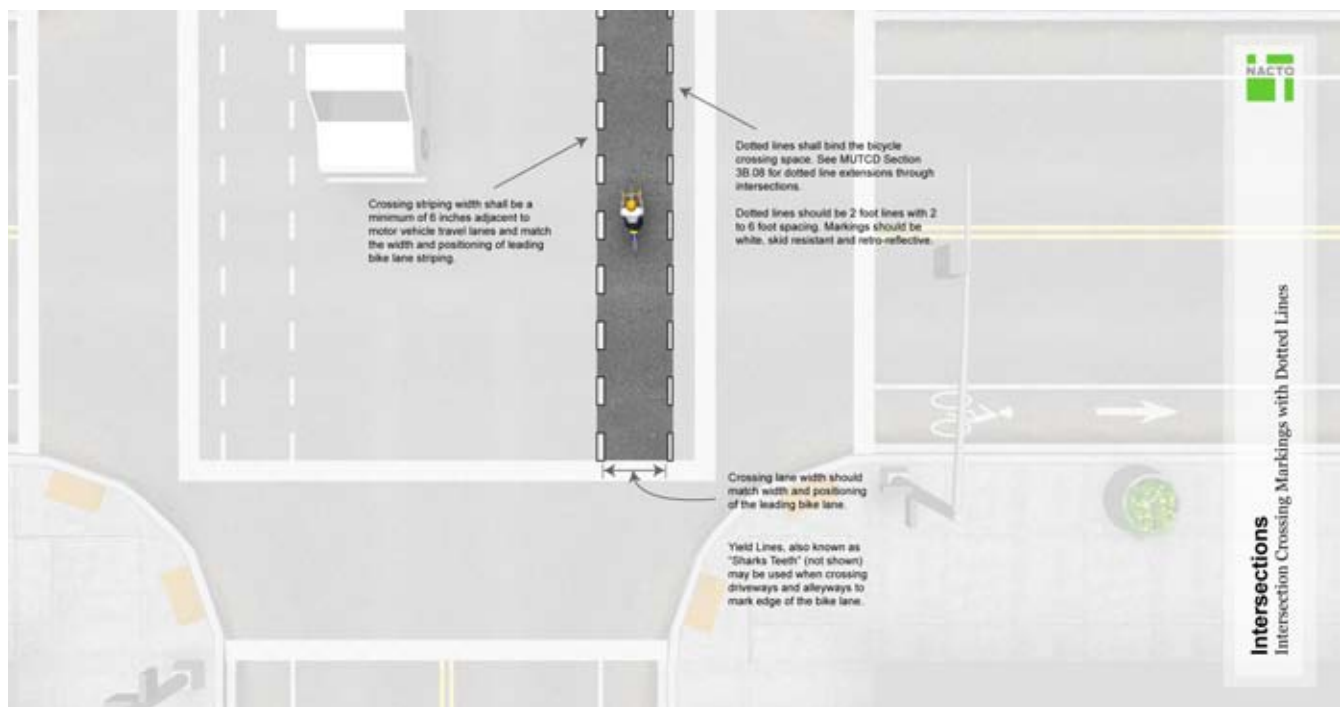 NACTO
Dotted lines shall bind the bicycle
crossing space. See MUTCD Section
3B.08 for dotted line extensions through
intersections.
Dotted lines should be 2 foot lines with 2
to 6 foot spacing. Markings should be
white, skid resistant and retro-reflective.
Crossing striping width shall be a
minimum of 6 inches adjacent to
motor vehicle travel lanes and match
the width and positioning of leading
bike lane striping.
Crossing lane width should
match width and positioning
of the leading bike lane.
Yield Lines, also known as
"Sharks Teeth" (not shown)
may be used when crossing
driveways and alleyways to
mark edge of the bike lane.
Intersections
Intersection Crossing Markings with Dotted Lines